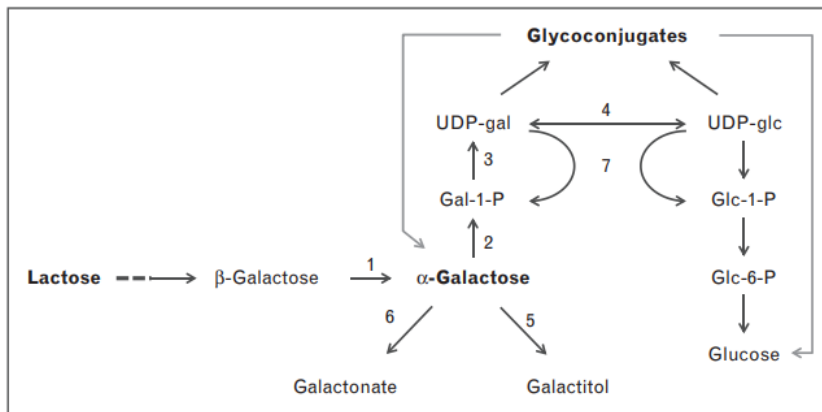 Glycoconjugates
UDP-gal 4 UDP-glc
3 7
Gal-1-P Glc-1-P
2
Lactose β-Galactose 1 α-Galactose Glc-6-P
6 5
Glucose
Galactonate Galactitol